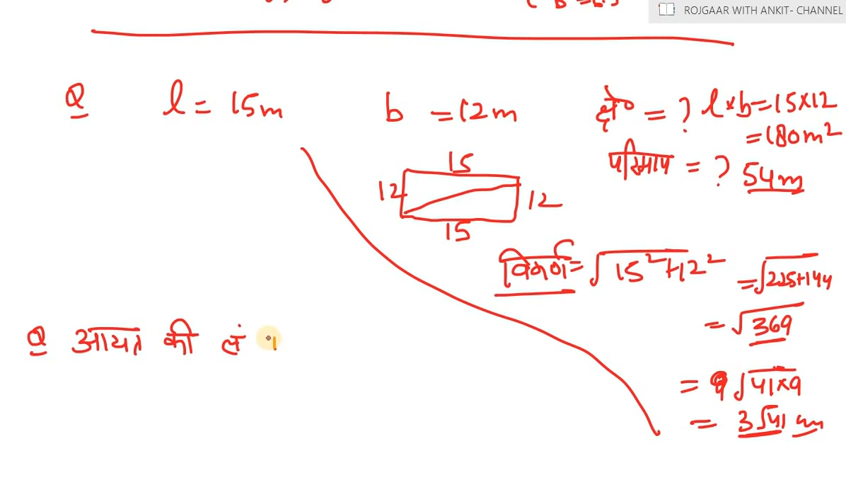 ROJGAAR WITH ANKIT- CHANNEL
Q l = 15m b = 12m क्षे० = ? l×b = 15×12
= 180m²
परिमाप = ? 54m
15
12 12
15
विकर्ण = √15²+12² = √225+144
= √369
= √41×9
= 3√41
Q आयत की लं